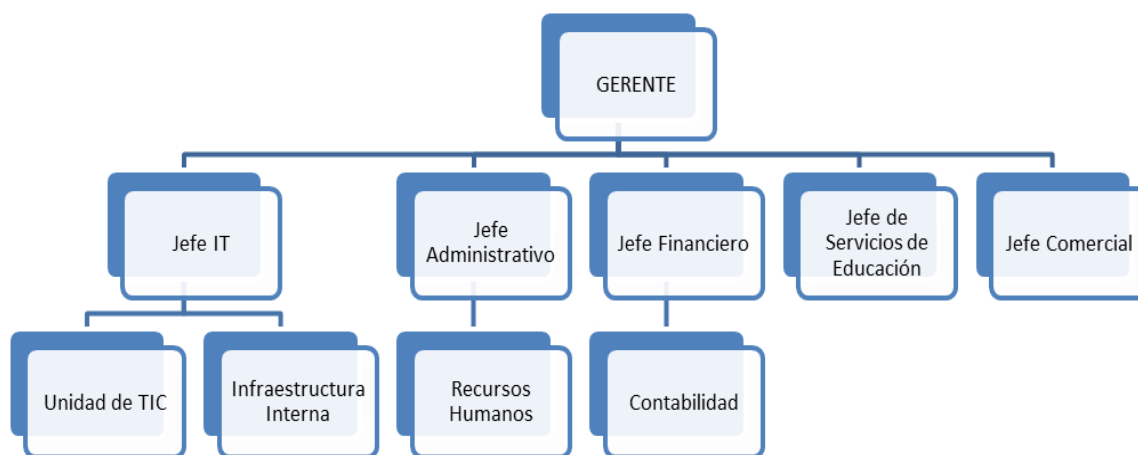 GERENTE
Jefe IT
Jefe
Administrativo
Jefe Financiero
Jefe de
Servicios de
Educación
Jefe Comercial
Unidad de TIC
Infraestructura
Interna
Recursos
Humanos
Contabilidad